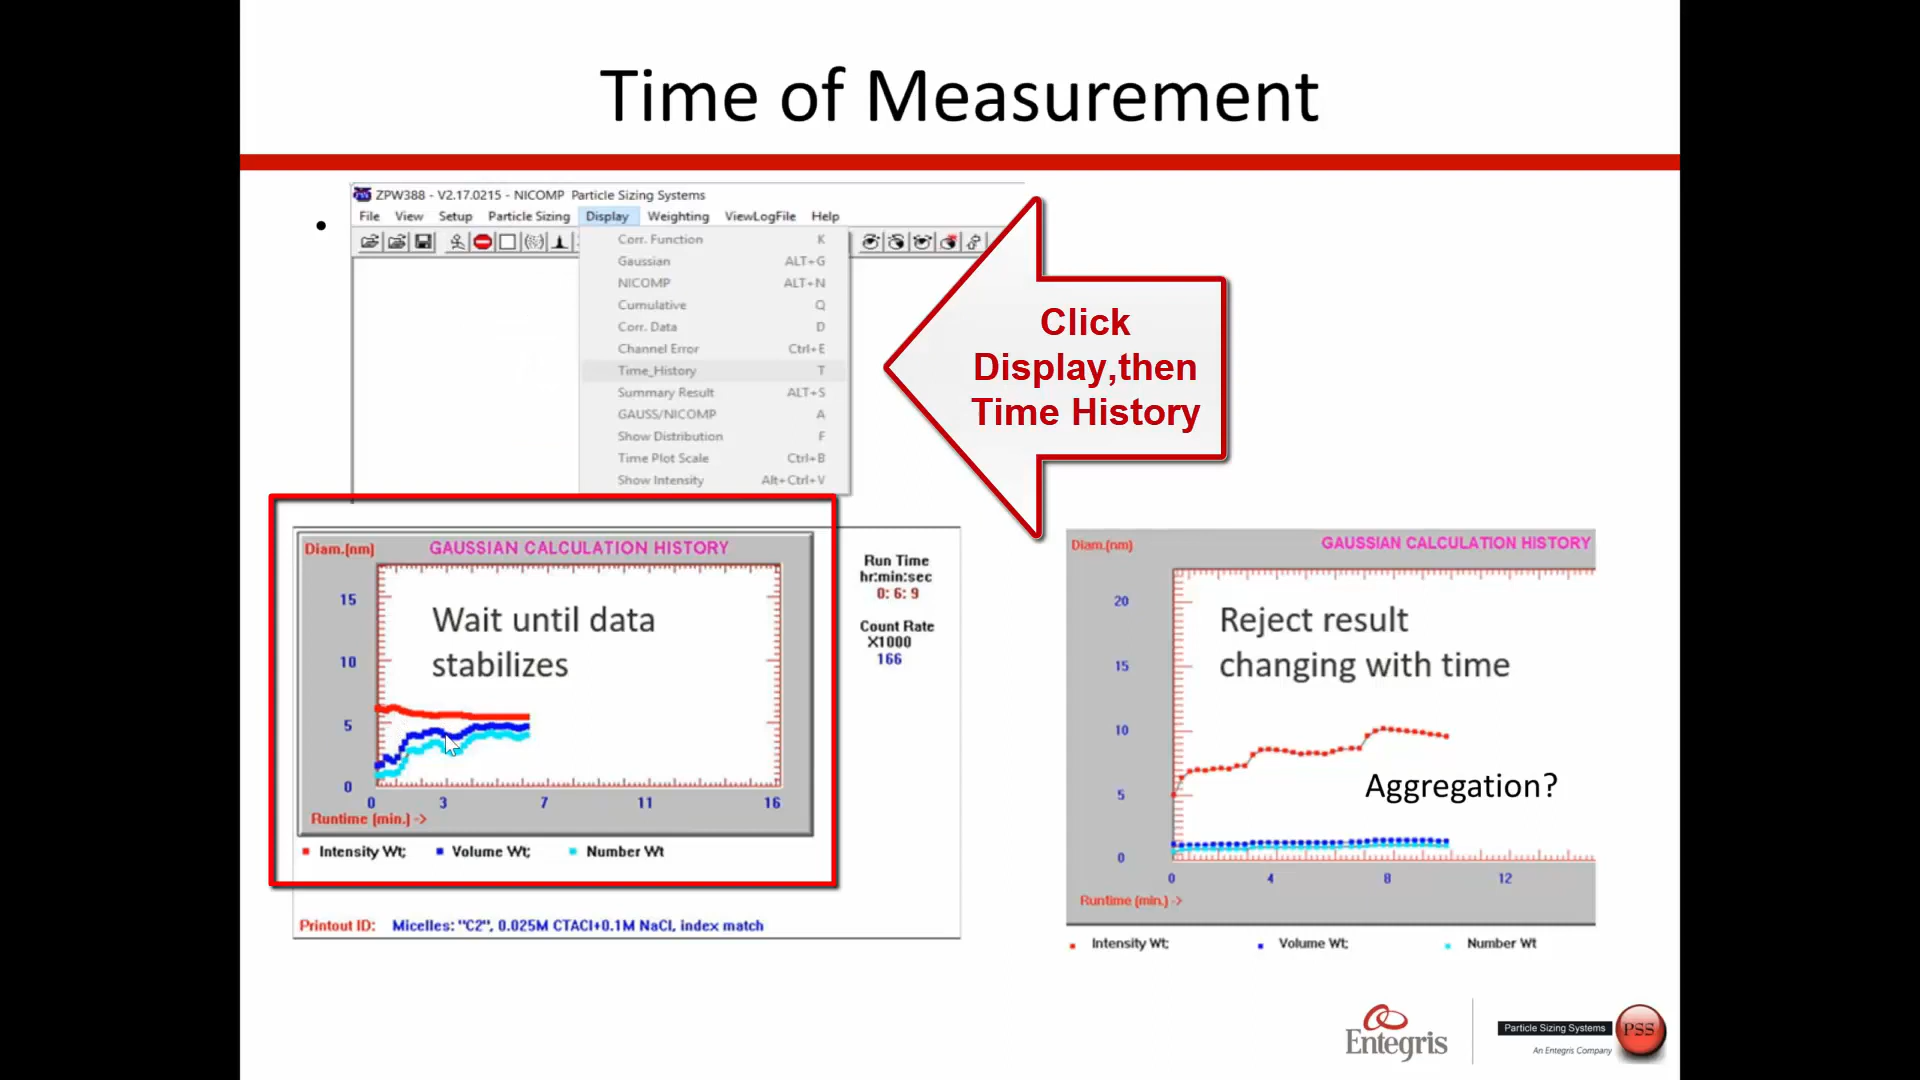 Time of Measurement
ZPW388 - V2.17.0215 - NICOMP Particle Sizing Systems
File View Setup Particle Sizing Display Weighting ViewLogFile Help
Corr. Function K
Gaussian ALT+G
NICOMP ALT+N
Cumulative Q
Corr. Data D
Channel Error Ctrl+E
Time_History T
Summary Result ALT+S
GAUSS/NICOMP A
Show Distribution F
Time Plot Scale Ctrl+B
Show Intensity Alt+Ctrl+V
Click
Display,then
Time History
Diam.(nm) GAUSSIAN CALCULATION HISTORY
Wait until data
stabilizes
15
10
5
0
0 3 7 11 16
Runtime (min.) ->
Intensity Wt; Volume Wt; Number Wt
Run Time
hr:min:sec
0: 6: 9
Count Rate
X1000
166
Printout ID: Micelles: "C2", 0.025M CTACl+0.1M NaCl, index match
Diam.(nm) GAUSSIAN CALCULATION HISTORY
Reject result
changing with time
Aggregation?
20
15
10
5
0
0 4 8 12
Runtime (min.) ->
Intensity Wt; Volume Wt; Number Wt
Entegris
Particle Sizing Systems
An Entegris Company
PSS